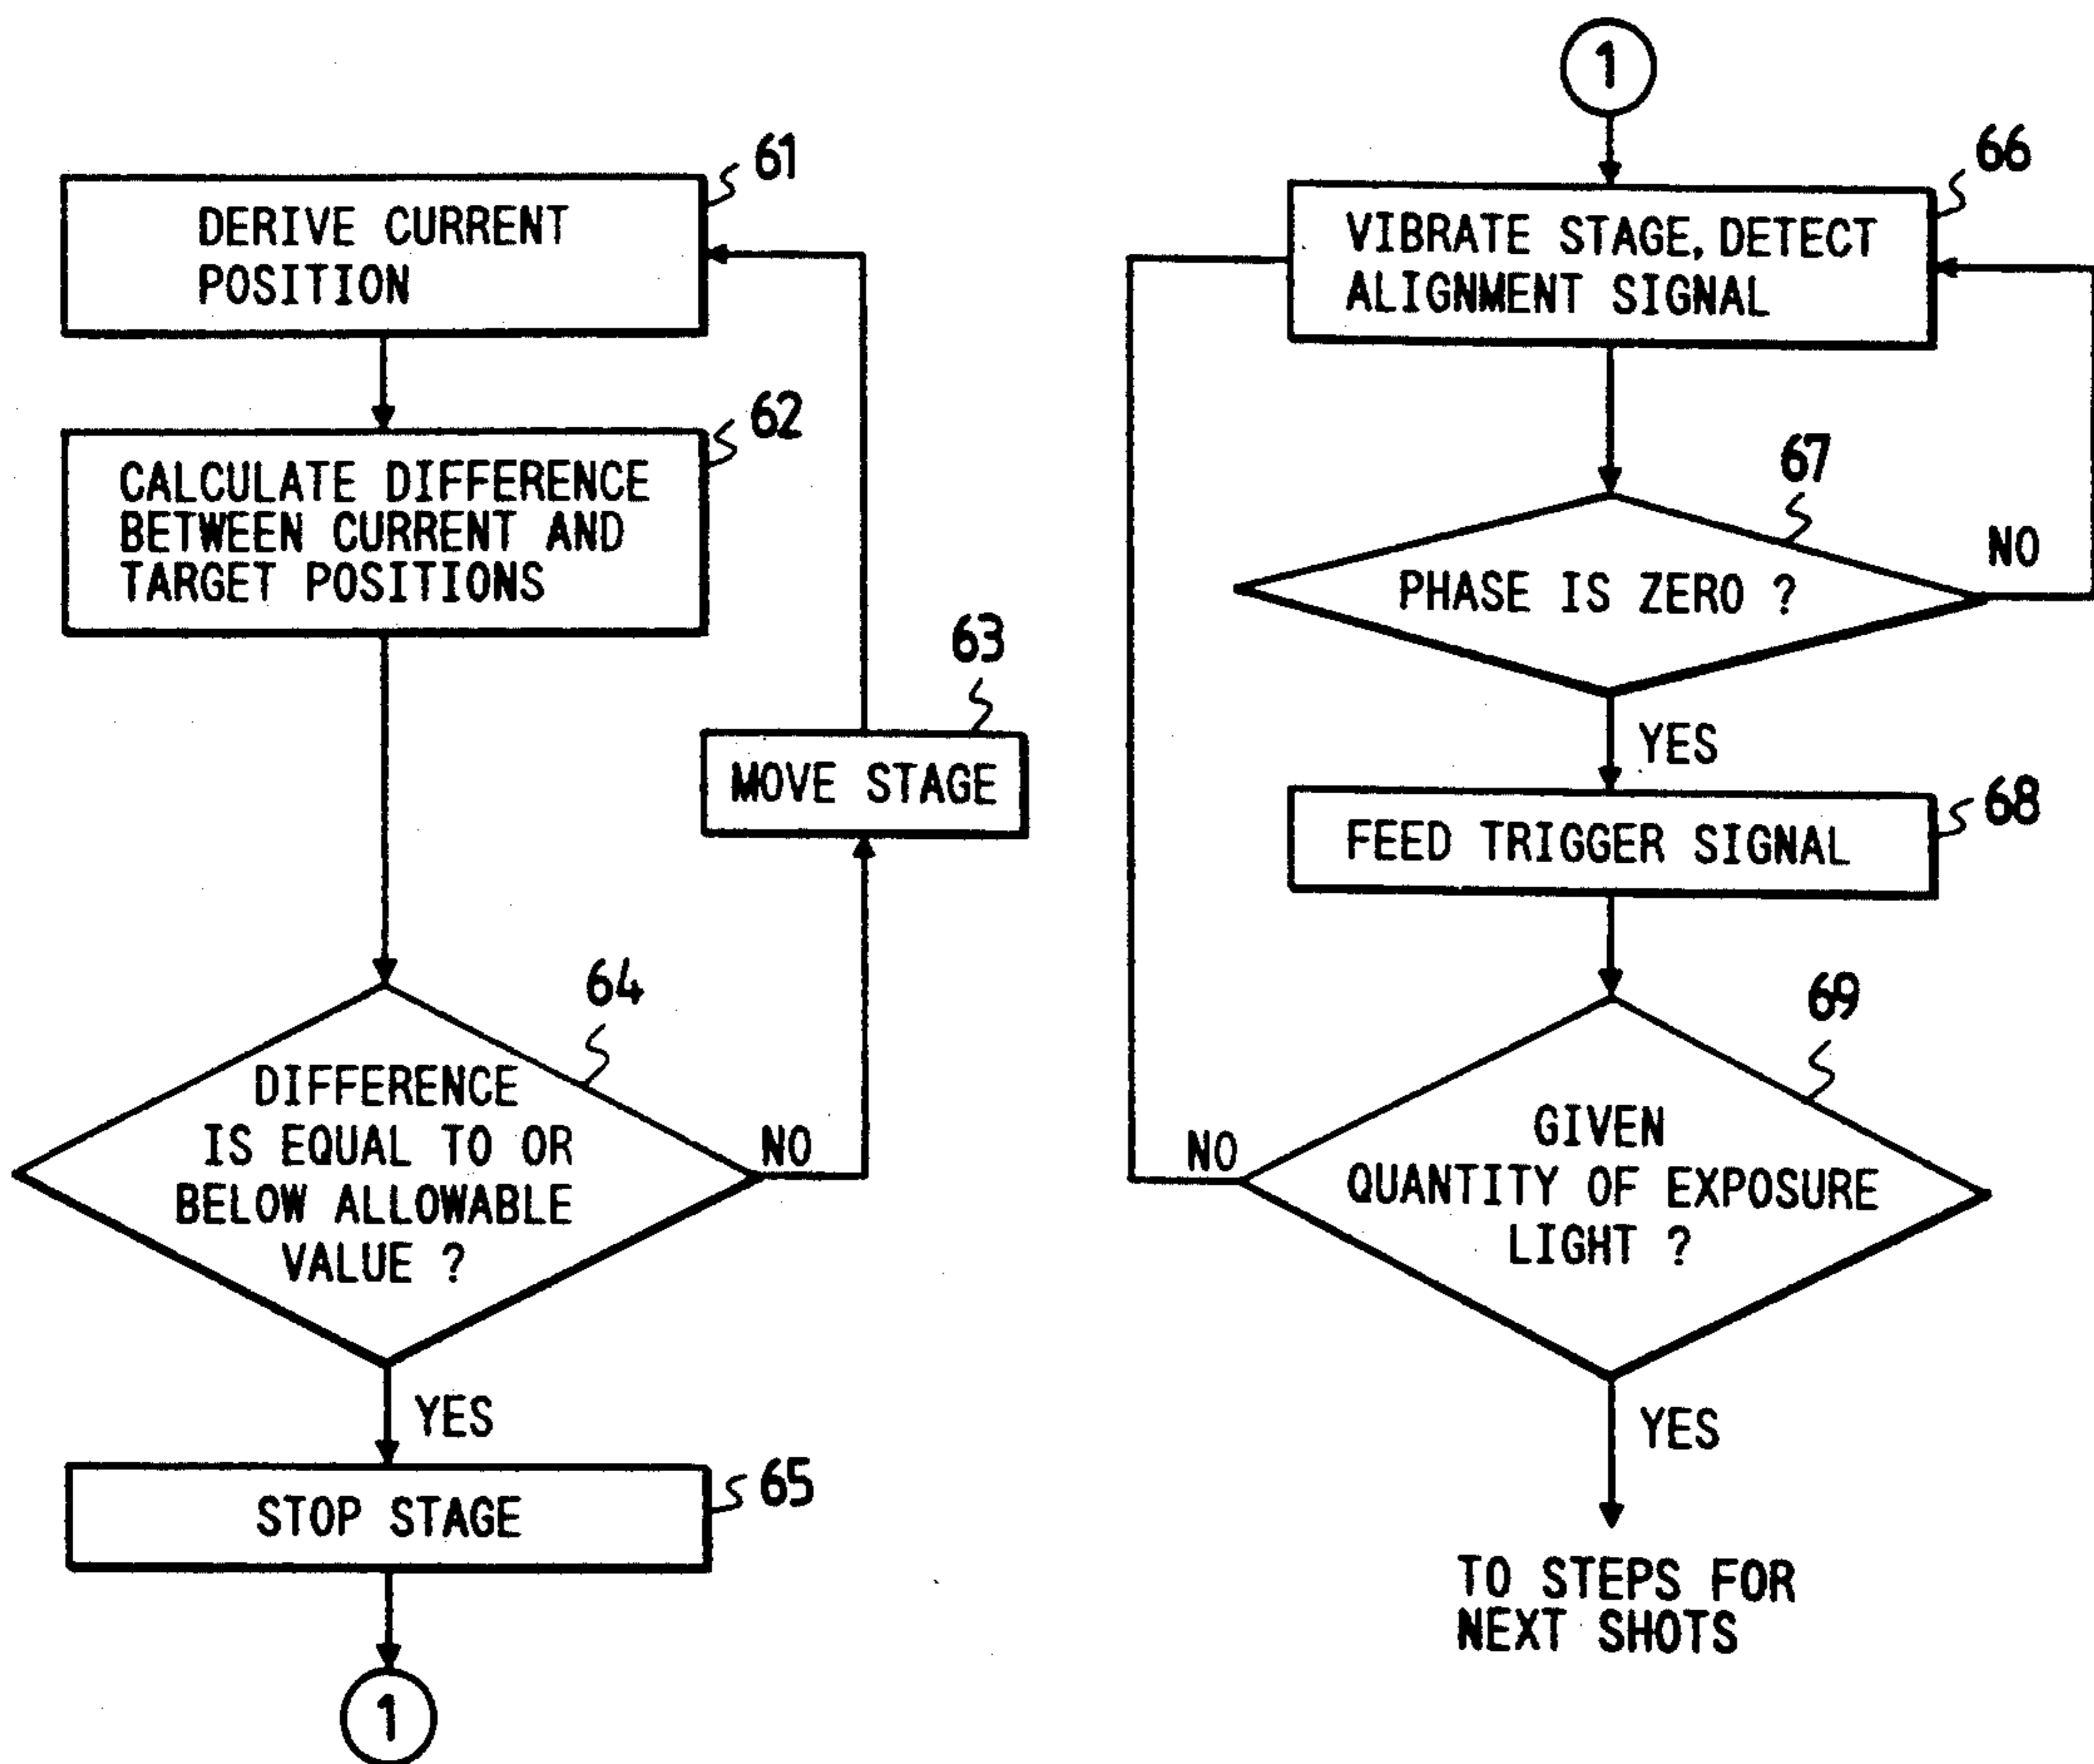 61
DERIVE CURRENT
POSITION
62
CALCULATE DIFFERENCE
BETWEEN CURRENT AND
TARGET POSITIONS
63
MOVE STAGE
64
DIFFERENCE
IS EQUAL TO OR
BELOW ALLOWABLE
VALUE ?
NO
YES
65
STOP STAGE
1
1
66
VIBRATE STAGE, DETECT
ALIGNMENT SIGNAL
67
PHASE IS ZERO ?
NO
YES
68
FEED TRIGGER SIGNAL
69
GIVEN
QUANTITY OF EXPOSURE
LIGHT ?
NO
YES
TO STEPS FOR
NEXT SHOTS